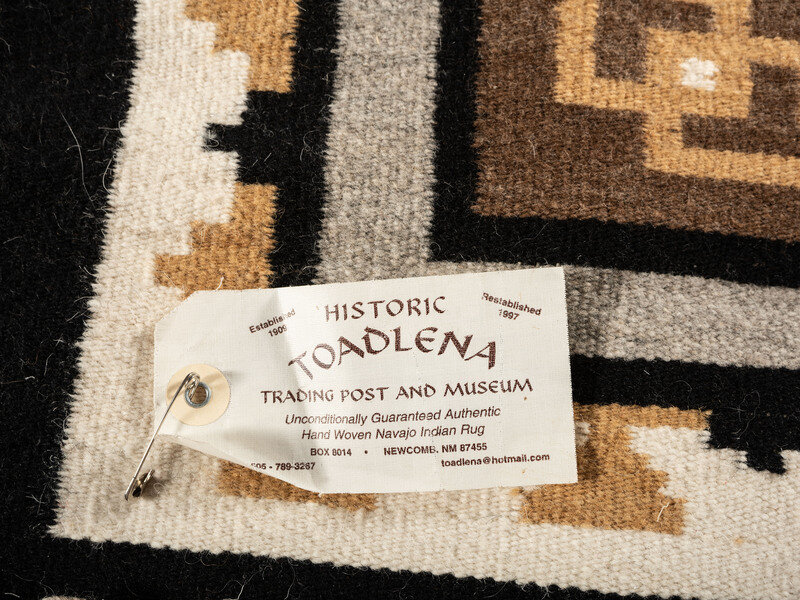 HISTORIC
Established
1909
Restablished
1997
TOADLENA
TRADING POST AND MUSEUM
Unconditionally Guaranteed Authentic
Hand Woven Navajo Indian Rug
BOX 8014 • NEWCOMB, NM 87455
505 • 789-3267 toadlena@hotmail.com